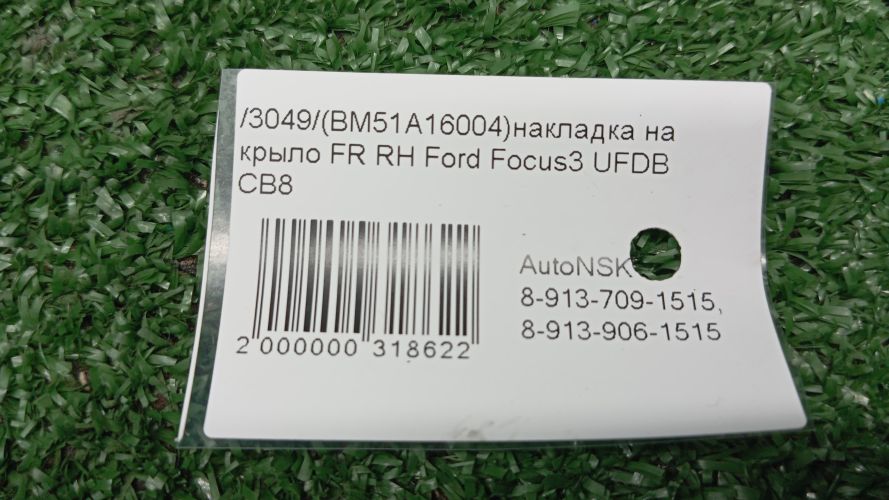 /3049/(BM51A16004)накладка на
крыло FR RH Ford Focus3 UFDB
CB8
AutoNSK
8-913-709-1515,
8-913-906-1515
2 000000 318622